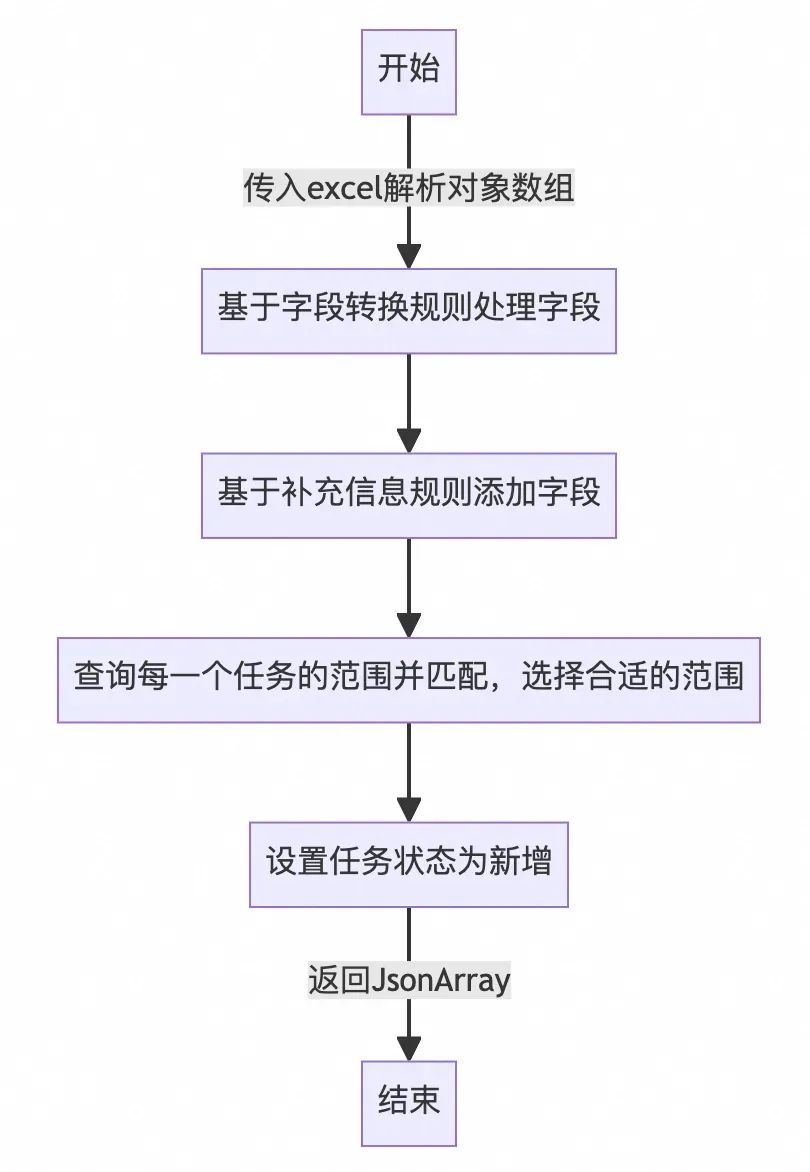 开始
传入excel解析对象数组
基于字段转换规则处理字段
基于补充信息规则添加字段
查询每一个任务的范围并匹配，选择合适的范围
设置任务状态为新增
返回JsonArray
结束